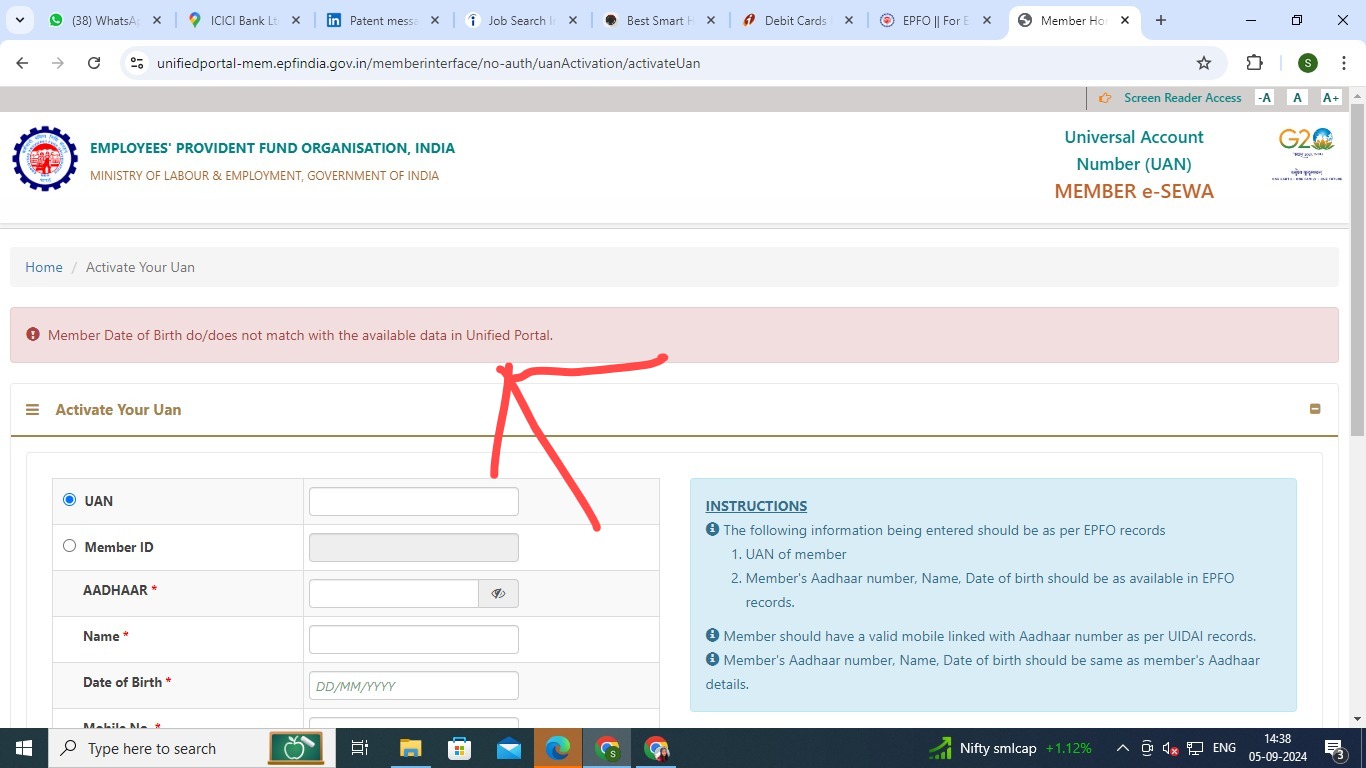 (38) WhatsA
ICICI Bank Lt
Patent messa
Job Search I
Best Smart H
Debit Cards
EPFO || For E
Member Ho
unifiedportal-mem.epfindia.gov.in/memberinterface/no-auth/uanActivation/activateUan
S
Screen Reader Access -A A A+
EMPLOYEES' PROVIDENT FUND ORGANISATION, INDIA
MINISTRY OF LABOUR & EMPLOYMENT, GOVERNMENT OF INDIA
Universal Account
Number (UAN)
MEMBER e-SEWA
G20
Home / Activate Your Uan
Member Date of Birth do/does not match with the available data in Unified Portal.
Activate Your Uan
UAN
Member ID
AADHAAR *
Name *
Date of Birth *
DD/MM/YYYY
Mobile No. *
INSTRUCTIONS
The following information being entered should be as per EPFO records
1. UAN of member
2. Member's Aadhaar number, Name, Date of birth should be as available in EPFO
records.
Member should have a valid mobile linked with Aadhaar number as per UIDAI records.
Member's Aadhaar number, Name, Date of birth should be same as member's Aadhaar
details.
Type here to search
Nifty smlcap +1.12%
ENG
14:38
05-09-2024
3